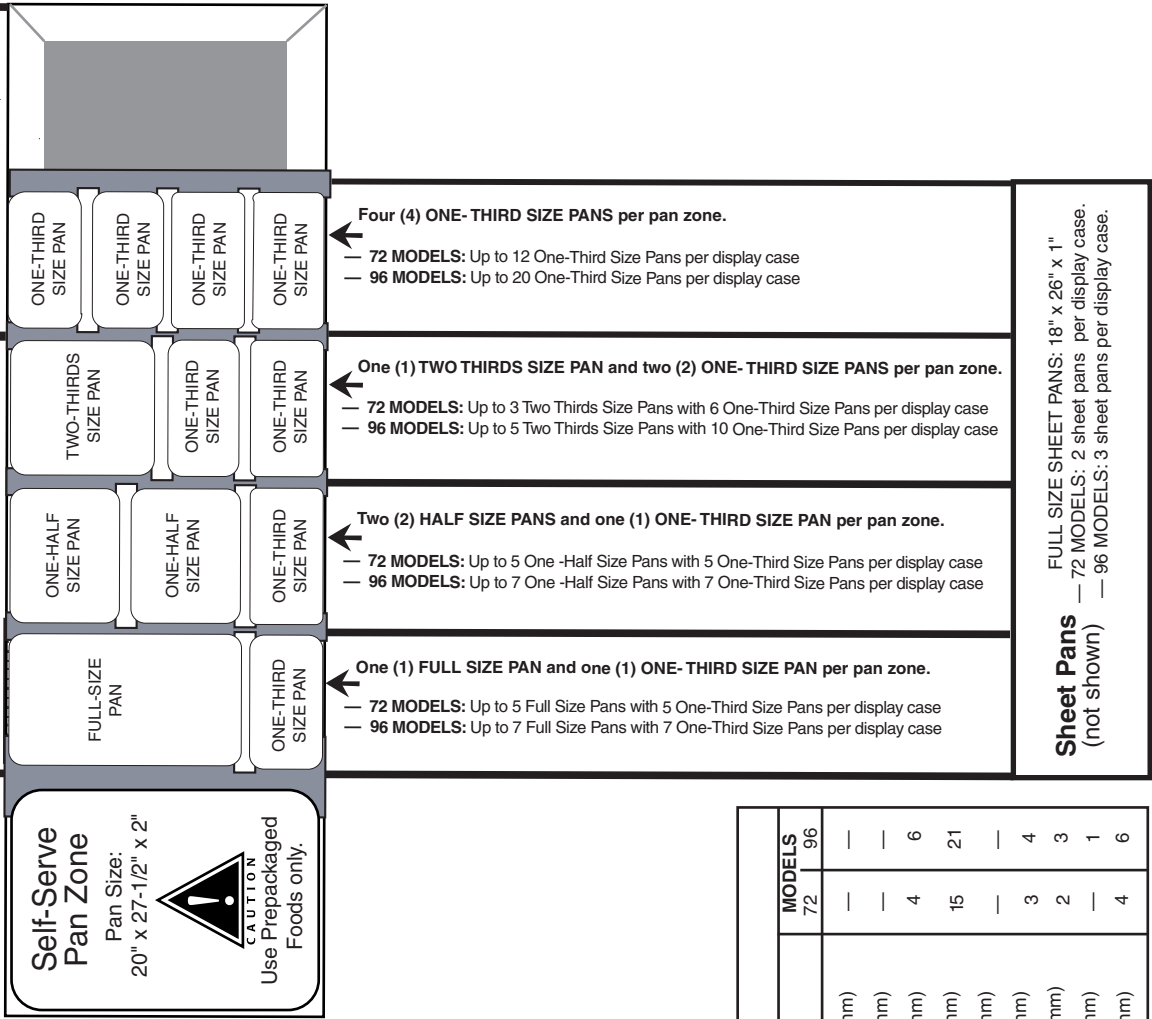 ONE-THIRD
SIZE PAN
ONE-THIRD
SIZE PAN
ONE-THIRD
SIZE PAN
ONE-THIRD
SIZE PAN
Four (4) ONE- THIRD SIZE PANS per pan zone.
— 72 MODELS: Up to 12 One-Third Size Pans per display case
— 96 MODELS: Up to 20 One-Third Size Pans per display case
TWO-THIRDS
SIZE PAN
ONE-THIRD
SIZE PAN
ONE-THIRD
SIZE PAN
One (1) TWO THIRDS SIZE PAN and two (2) ONE- THIRD SIZE PANS per pan zone.
— 72 MODELS: Up to 3 Two Thirds Size Pans with 6 One-Third Size Pans per display case
— 96 MODELS: Up to 5 Two Thirds Size Pans with 10 One-Third Size Pans per display case
ONE-HALF
SIZE PAN
ONE-HALF
SIZE PAN
ONE-THIRD
SIZE PAN
Two (2) HALF SIZE PANS and one (1) ONE- THIRD SIZE PAN per pan zone.
— 72 MODELS: Up to 5 One -Half Size Pans with 5 One-Third Size Pans per display case
— 96 MODELS: Up to 7 One -Half Size Pans with 7 One-Third Size Pans per display case
FULL-SIZE
PAN
ONE-THIRD
SIZE PAN
One (1) FULL SIZE PAN and one (1) ONE- THIRD SIZE PAN per pan zone.
— 72 MODELS: Up to 5 Full Size Pans with 5 One-Third Size Pans per display case
— 96 MODELS: Up to 7 Full Size Pans with 7 One-Third Size Pans per display case
Self-Serve
Pan Zone
Pan Size:
20" x 27-1/2" x 2"
CAUTION
Use Prepackaged
Foods only.
FULL SIZE SHEET PANS: 18" x 26" x 1"
Sheet Pans — 72 MODELS: 2 sheet pans per display case.
(not shown) — 96 MODELS: 3 sheet pans per display case.
MODELS
72 96
mm) — —
mm) — —
mm) 4 6
mm) 15 21
mm) — —
mm) 3 4
mm) 2 3
mm) — 1
mm) 4 6